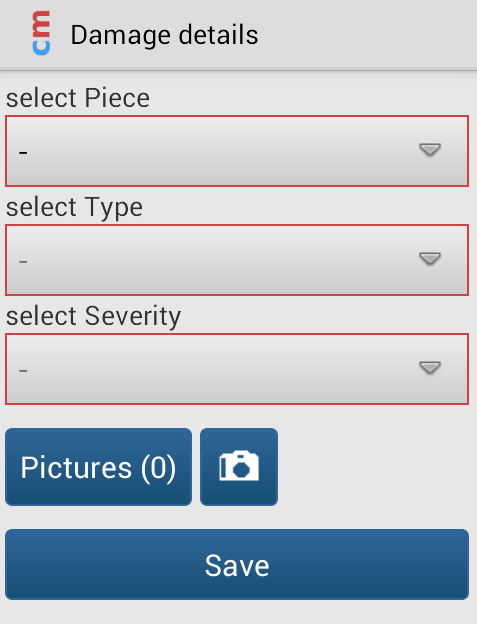 cm
Damage details
select Piece
-
select Type
-
select Severity
-
Pictures (0)
Save